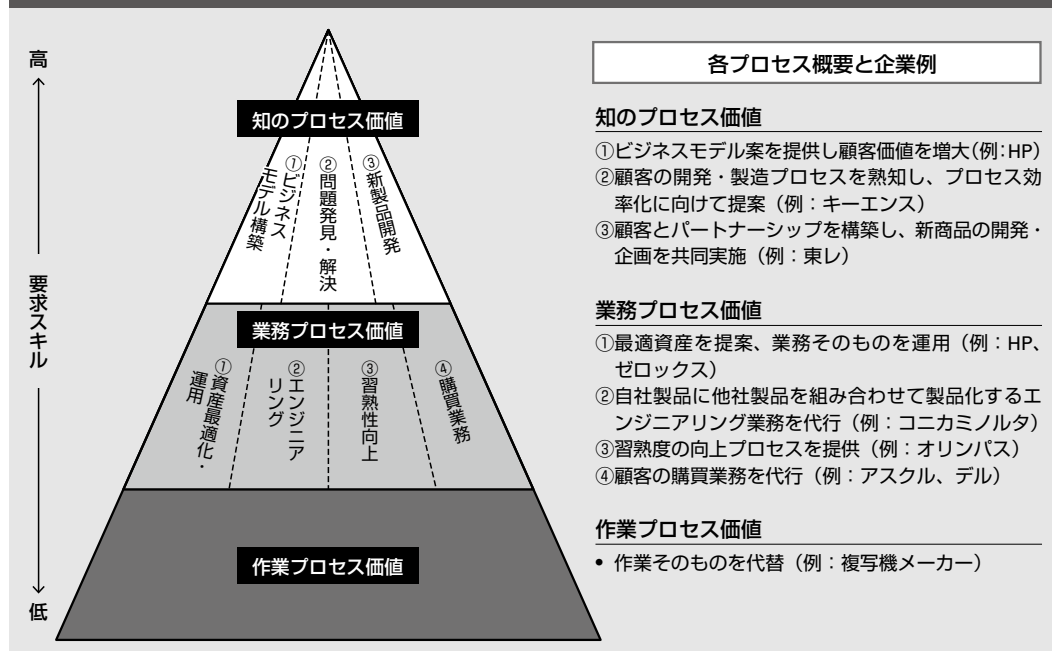 高
要求スキル
低
知のプロセス価値
①ビジネス
モデル構築
②問題発見・解決
③新製品開発
業務プロセス価値
①資産最適化・
運用
②エンジニア
リング
③習熟性向上
④購買業務
作業プロセス価値
各プロセス概要と企業例
知のプロセス価値
①ビジネスモデル案を提供し顧客価値を増大(例：HP)
②顧客の開発・製造プロセスを熟知し、プロセス効
率化に向けて提案（例：キーエンス）
③顧客とパートナーシップを構築し、新商品の開発・
企画を共同実施（例：東レ）
業務プロセス価値
①最適資産を提案、業務そのものを運用（例：HP、
ゼロックス）
②自社製品に他社製品を組み合わせて製品化するエ
ンジニアリング業務を代行（例：コニカミノルタ）
③習熟度の向上プロセスを提供（例：オリンパス）
④顧客の購買業務を代行（例：アスクル、デル）
作業プロセス価値
• 作業そのものを代替（例：複写機メーカー）